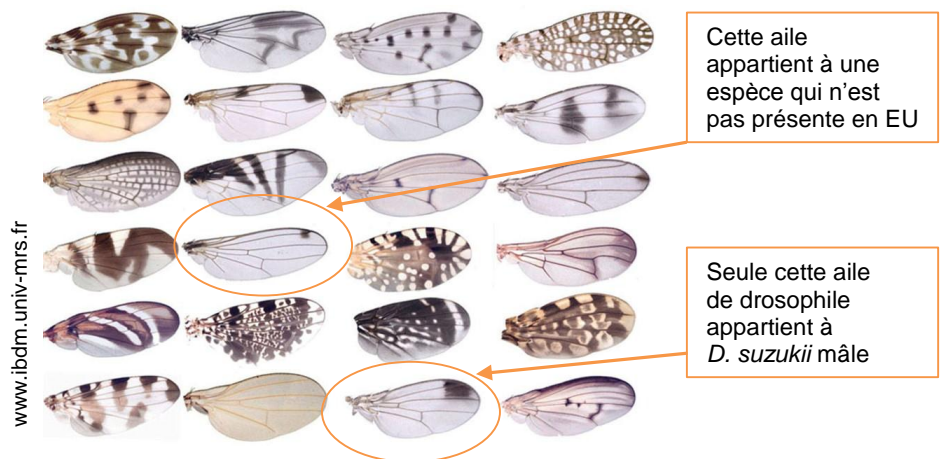 Cette aile
appartient à une
espèce qui n’est
pas présente en EU
www.ibdm.univ-mrs.fr
Seule cette aile
de drosophile
appartient à
D. suzukii mâle